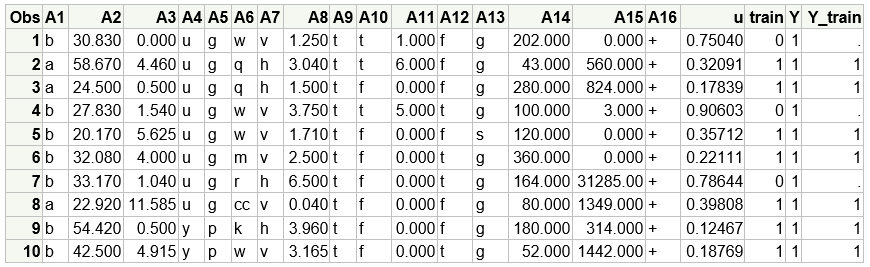 Obs A1 A2 A3 A4 A5 A6 A7 A8 A9 A10 A11 A12 A13 A14 A15 A16 u train Y Y_train
1 b 30.830 0.000 u g w v 1.250 t t 1.000 f g 202.000 0.000 + 0.75040 0 1 .
2 a 58.670 4.460 u g q h 3.040 t t 6.000 f g 43.000 560.000 + 0.32091 1 1 1
3 a 24.500 0.500 u g q h 1.500 t f 0.000 f g 280.000 824.000 + 0.17839 1 1 1
4 b 27.830 1.540 u g w v 3.750 t t 5.000 t g 100.000 3.000 + 0.90603 0 1 .
5 b 20.170 5.625 u g w v 1.710 t f 0.000 f s 120.000 0.000 + 0.35712 1 1 1
6 b 32.080 4.000 u g m v 2.500 t f 0.000 t g 360.000 0.000 + 0.22111 1 1 1
7 b 33.170 1.040 u g r h 6.500 t f 0.000 t g 164.000 31285.00 + 0.78644 0 1 .
8 a 22.920 11.585 u g cc v 0.040 t f 0.000 f g 80.000 1349.000 + 0.39808 1 1 1
9 b 54.420 0.500 y p k h 3.960 t f 0.000 f g 180.000 314.000 + 0.12467 1 1 1
10 b 42.500 4.915 y p w v 3.165 t f 0.000 t g 52.000 1442.000 + 0.18769 1 1 1